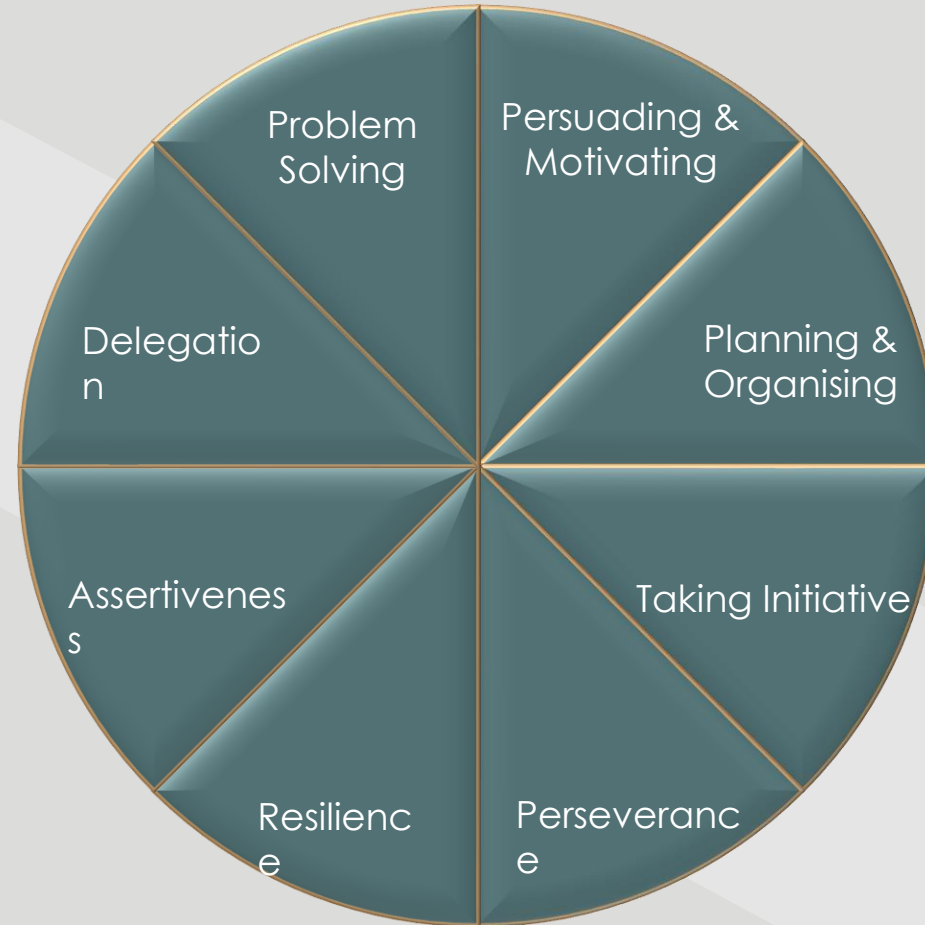 Problem
Solving
Persuading &
Motivating
Delegatio
n
Planning &
Organising
Assertivenes
s
Taking Initiative
Resilienc
e
Perseveranc
e